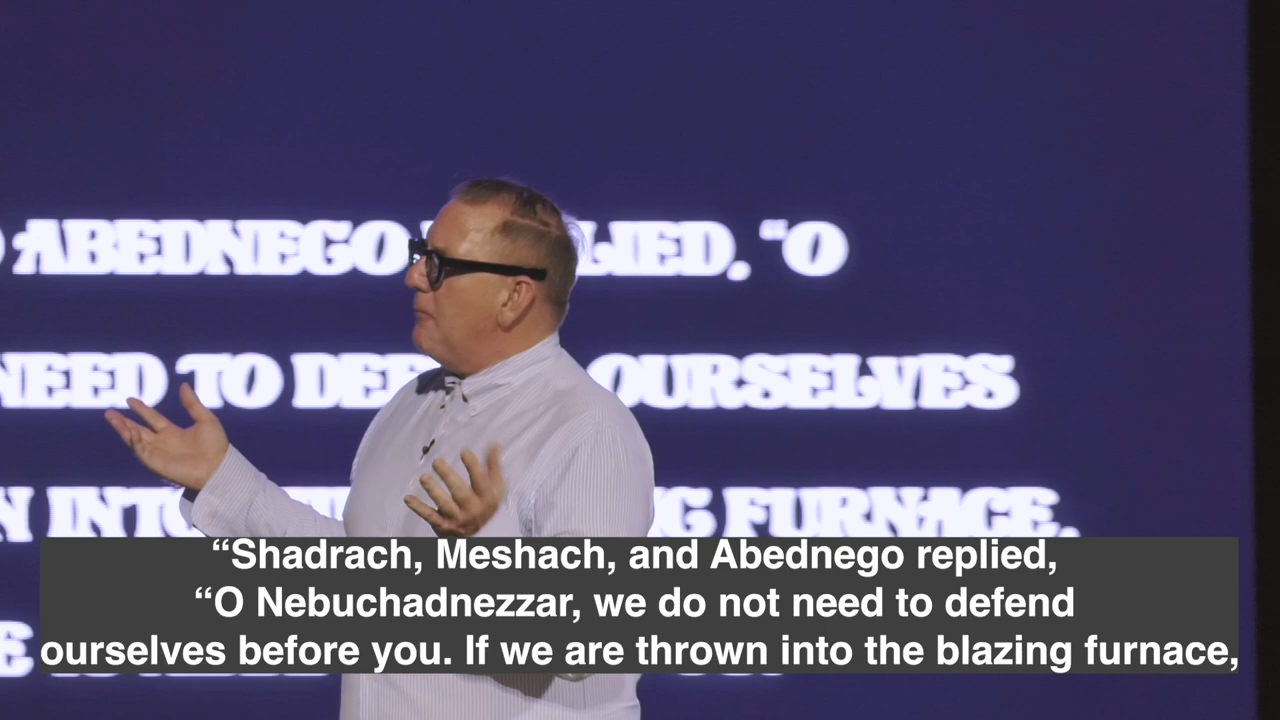 ABEDNEGO LIED, “O
NEED TO DEF OURSELVES
INTO G FURNACE,
“Shadrach, Meshach, and Abednego replied,
“O Nebuchadnezzar, we do not need to defend
ourselves before you. If we are thrown into the blazing furnace,